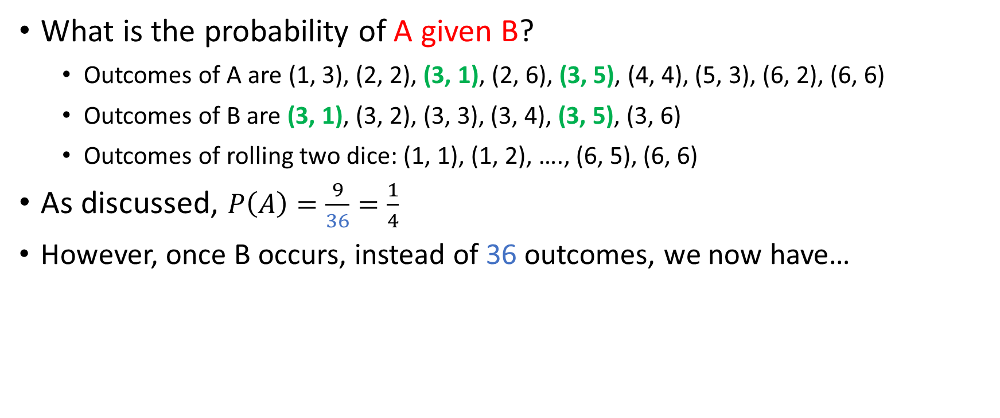 • What is the probability of A given B?
• Outcomes of A are (1, 3), (2, 2), (3, 1), (2, 6), (3, 5), (4, 4), (5, 3), (6, 2), (6, 6)
• Outcomes of B are (3, 1), (3, 2), (3, 3), (3, 4), (3, 5), (3, 6)
• Outcomes of rolling two dice: (1, 1), (1, 2), …., (6, 5), (6, 6)
• As discussed, P(A) = 9/36 = 1/4
• However, once B occurs, instead of 36 outcomes, we now have…